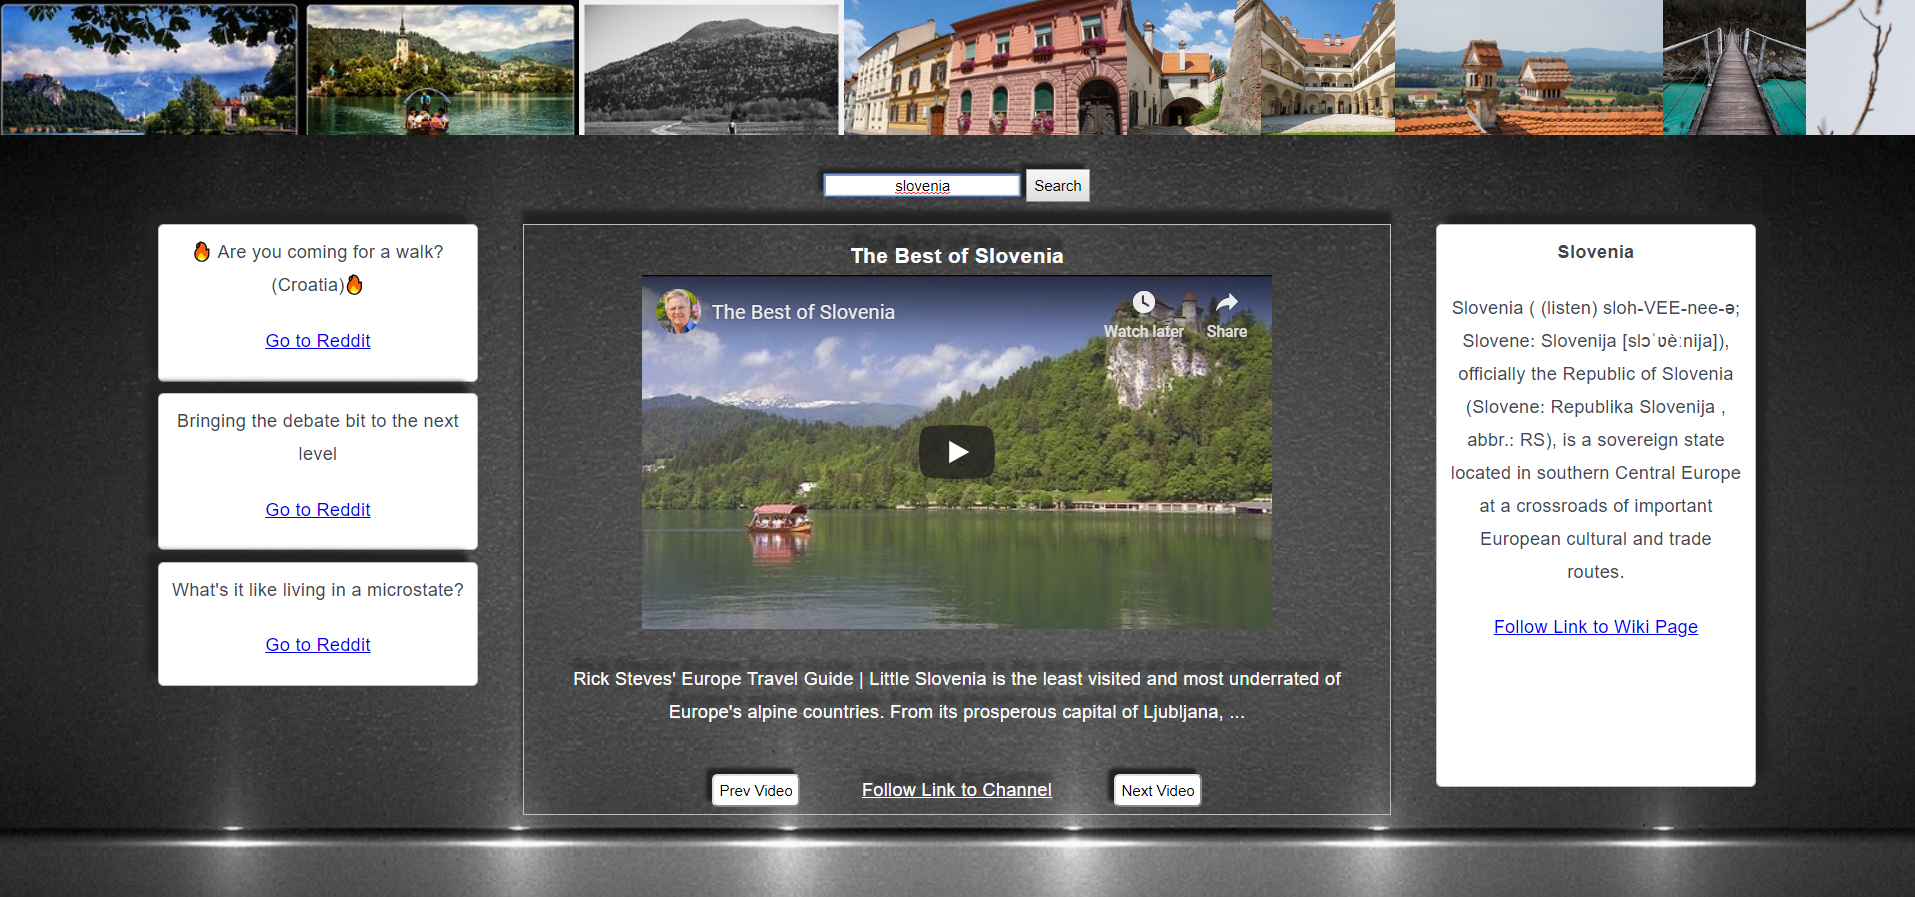 slovenia
Search
🔥 Are you coming for a walk?
(Croatia)🔥
Go to Reddit
Bringing the debate bit to the next
level
Go to Reddit
What's it like living in a microstate?
Go to Reddit
The Best of Slovenia
The Best of Slovenia
Watch later
Share
Rick Steves' Europe Travel Guide | Little Slovenia is the least visited and most underrated of
Europe's alpine countries. From its prosperous capital of Ljubljana, ...
Prev Video
Follow Link to Channel
Next Video
Slovenia
Slovenia ( (listen) sloh-VEE-nee-ə;
Slovene: Slovenija [slɔˈʋèːnija]),
officially the Republic of Slovenia
(Slovene: Republika Slovenija ,
abbr.: RS), is a sovereign state
located in southern Central Europe
at a crossroads of important
European cultural and trade
routes.
Follow Link to Wiki Page